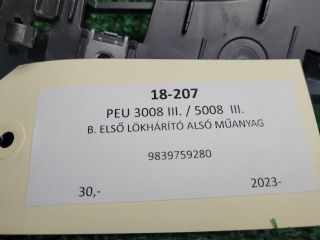 18-207
PEU 3008 III. / 5008 III.
B. ELSŐ LÖKHÁRÍTÓ ALSÓ MŰANYAG
9839759280
30,- 2023-